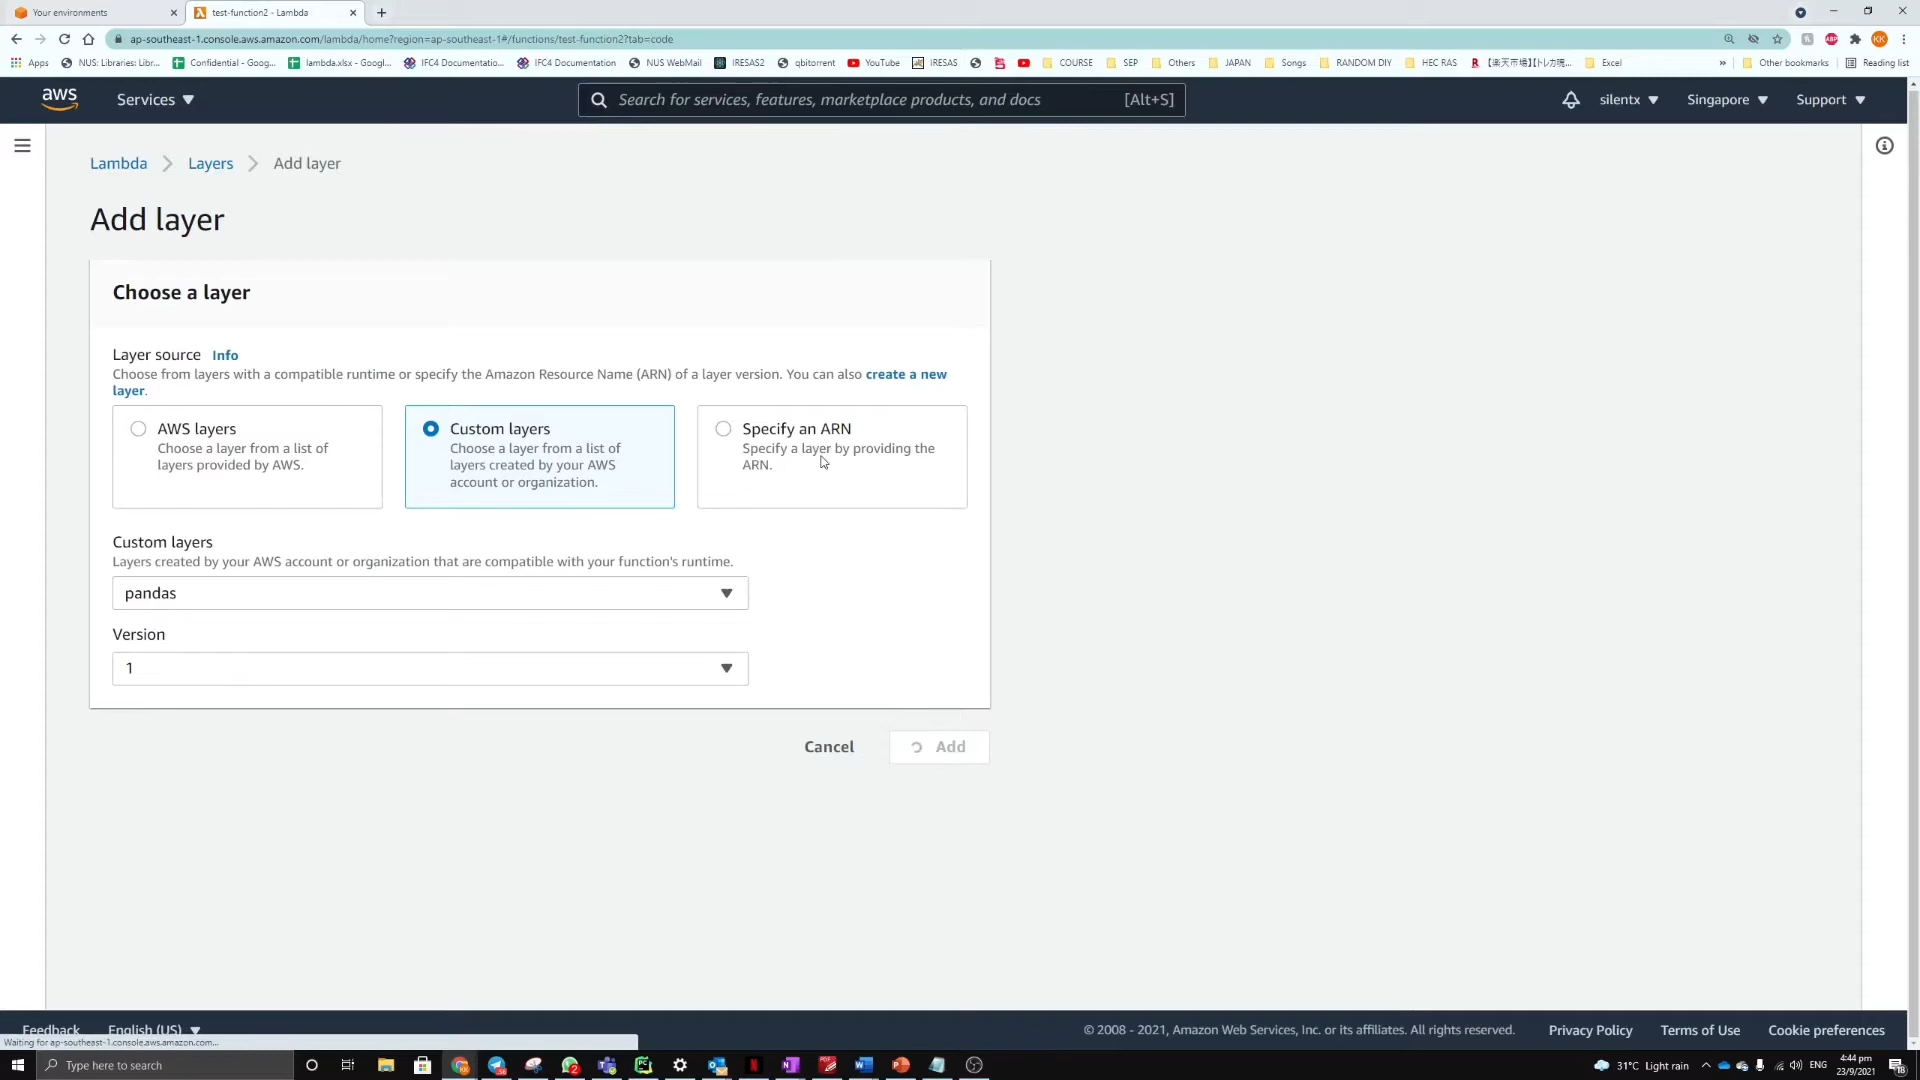 Your environments
test-function2 - Lambda
ap-southeast-1.console.aws.amazon.com/lambda/home?region=ap-southeast-1#/functions/test-function2?tab=code
Apps
NUS: Libraries: Libr...
Confidential - Goog...
lambda.xlsx - Googl...
IFC4 Documentatio...
IFC4 Documentation
NUS WebMail
IRESAS2
qbitorrent
YouTube
IRESAS
COURSE
SEP
Others
JAPAN
Songs
RANDOM DIY
HEC RAS
Excel
»
Other bookmarks
Reading list
aws
Services
Search for services, features, marketplace products, and docs
[Alt+S]
silentx
Singapore
Support
Lambda
Layers
Add layer
Add layer
Choose a layer
Layer source Info
Choose from layers with a compatible runtime or specify the Amazon Resource Name (ARN) of a layer version. You can also create a new
layer.
AWS layers
Choose a layer from a list of
layers provided by AWS.
Custom layers
Choose a layer from a list of
layers created by your AWS
account or organization.
Specify an ARN
Specify a layer by providing the
ARN.
Custom layers
Layers created by your AWS account or organization that are compatible with your function's runtime.
pandas
Version
1
Cancel
Add
Feedback
English (US)
© 2008 - 2021, Amazon Web Services, Inc. or its affiliates. All rights reserved.
Privacy Policy
Terms of Use
Cookie preferences
Waiting for ap-southeast-1.console.aws.amazon.com...
Type here to search
31°C Light rain
ENG
4:44 pm
23/9/2021